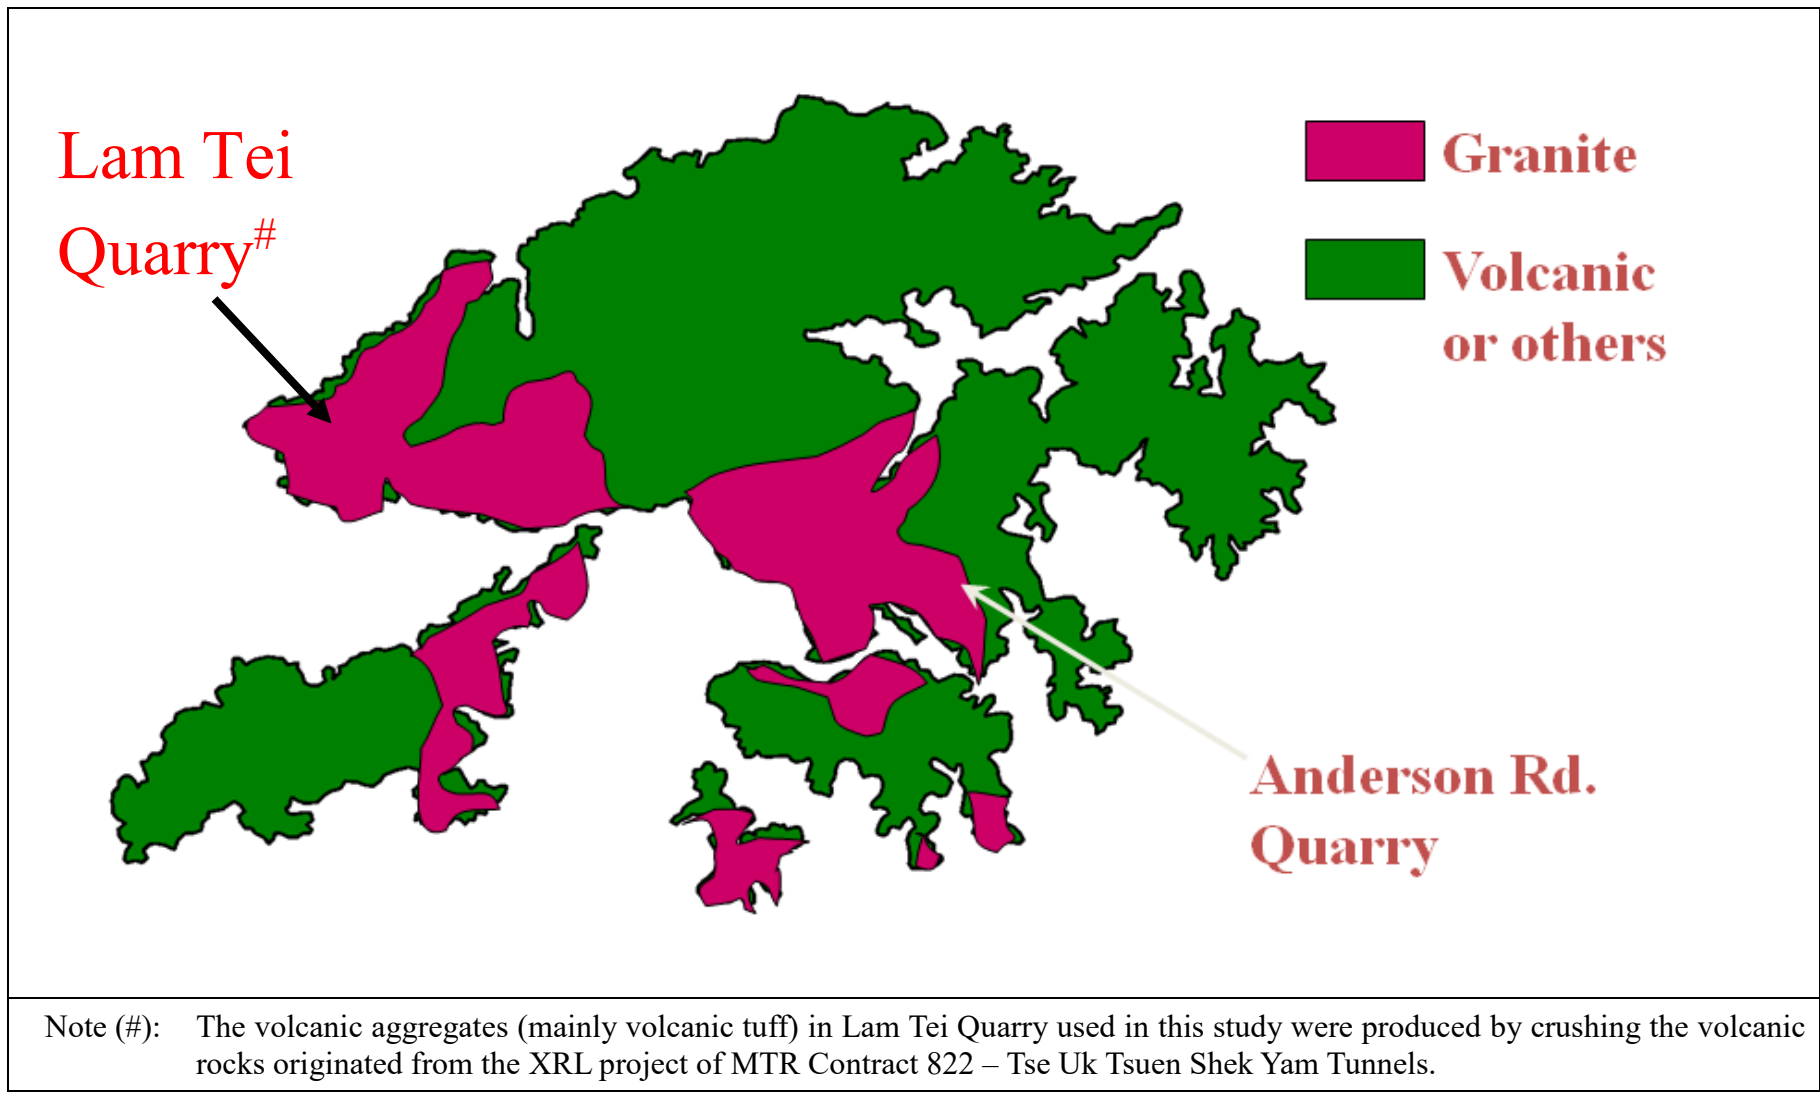 Lam Tei
Quarry#
Granite
Volcanic
or others
Anderson Rd.
Quarry
Note (#): The volcanic aggregates (mainly volcanic tuff) in Lam Tei Quarry used in this study were produced by crushing the volcanic
rocks originated from the XRL project of MTR Contract 822 – Tse Uk Tsuen Shek Yam Tunnels.